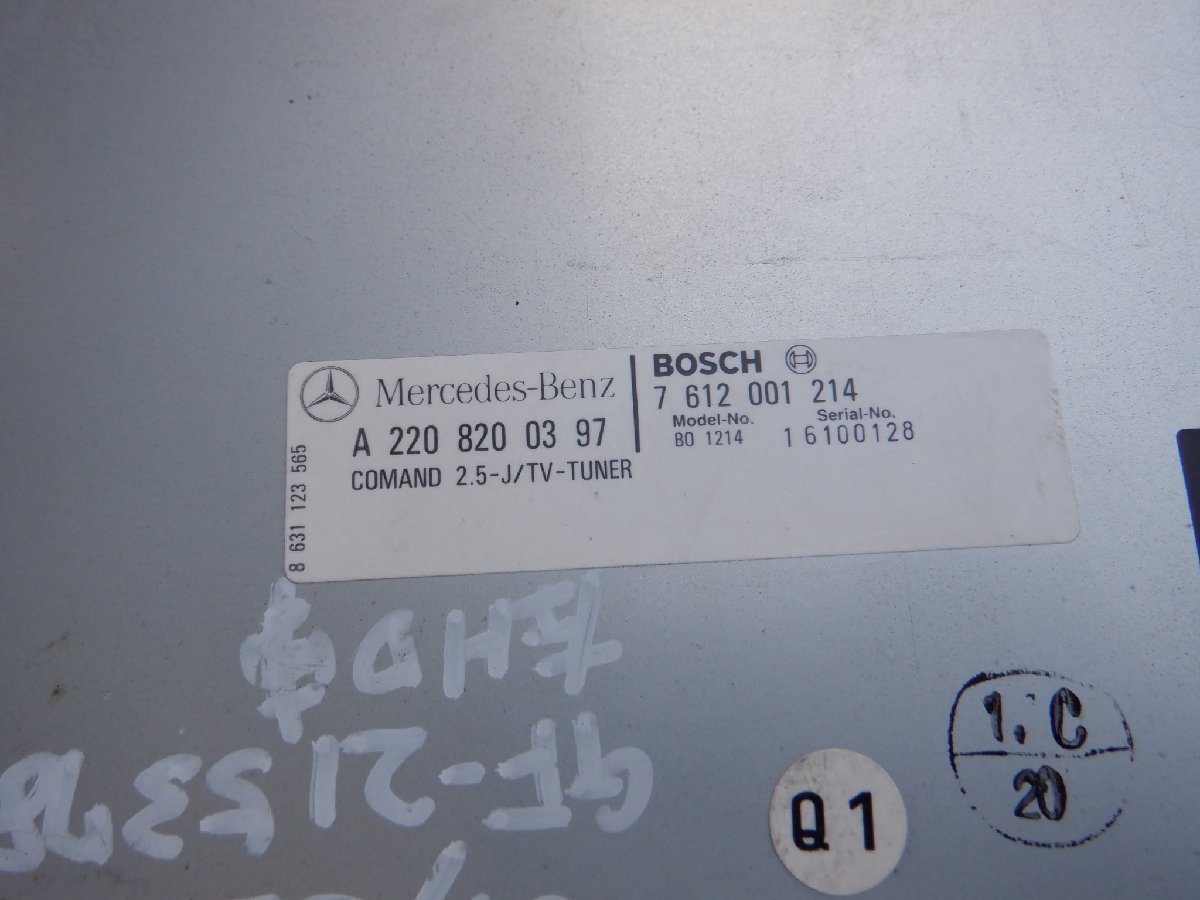 Mercedes-Benz
A 220 820 03 97
COMAND 2.5-J/TV-TUNER
8 631 123 565
BOSCH
7 612 001 214
Model-No. Serial-No.
BO 1214 16100128
1. C
20
Q1